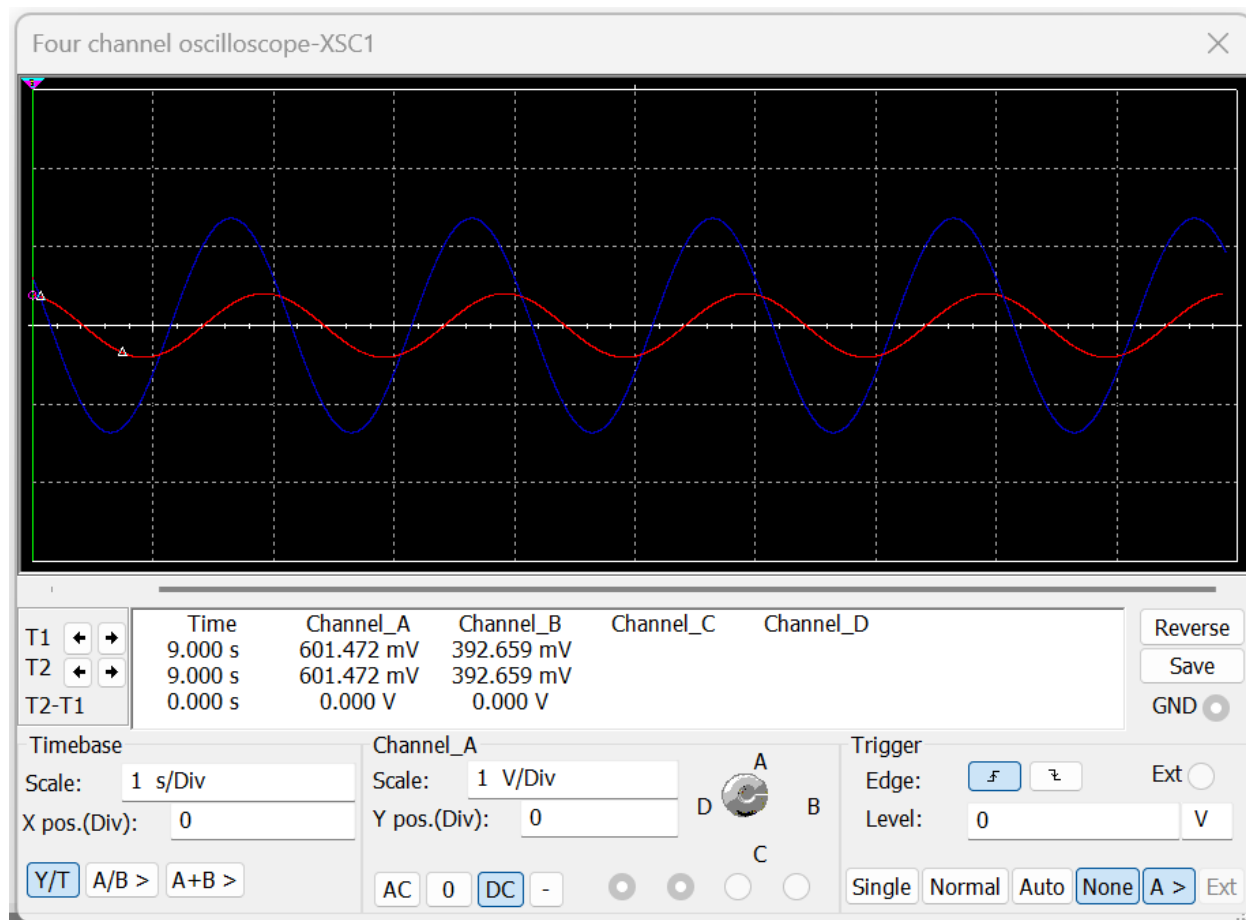 Four channel oscilloscope-XSC1
Time Channel_A Channel_B Channel_C Channel_D
T1 9.000 s 601.472 mV 392.659 mV
T2 9.000 s 601.472 mV 392.659 mV
T2-T1 0.000 s 0.000 V 0.000 V
Reverse
Save
GND
Timebase
Scale: 1 s/Div
X pos.(Div): 0
Y/T A/B > A+B >
Channel_A
Scale: 1 V/Div
Y pos.(Div): 0
AC 0 DC -
A
D B
C
Trigger
Edge: Ext
Level: 0 V
Single Normal Auto None A > Ext